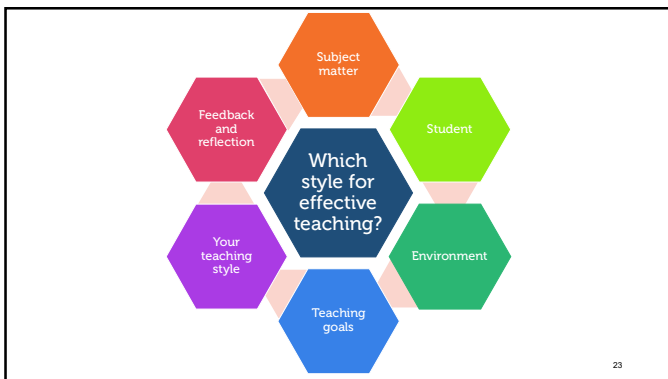 Subject
matter
Student
Environment
Teaching
goals
Your
teaching
style
Feedback
and
reflection
Which
style for
effective
teaching?
23